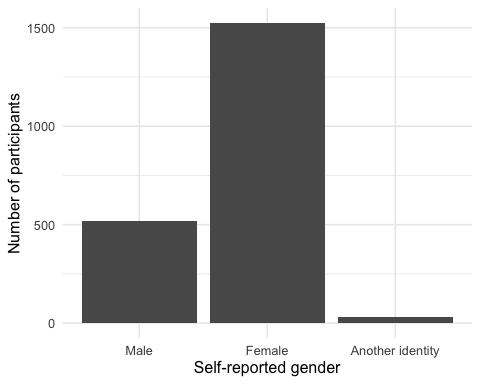 Number of participants
1500
1000
500
0
Male Female Another identity
Self-reported gender